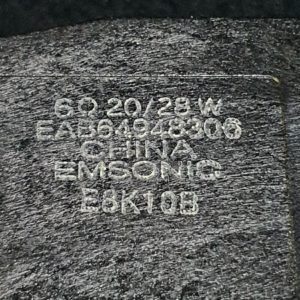 6Ω 20/28 W
EAB64948306
CHINA
EMSONIC
E8K10B